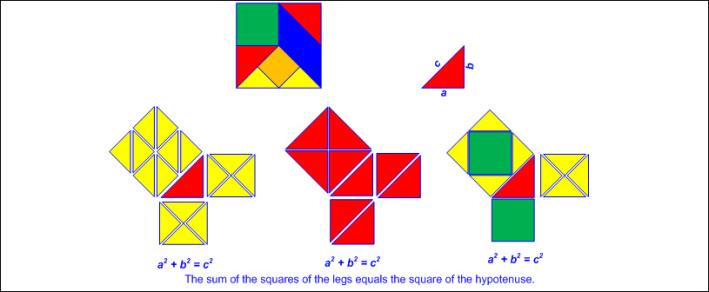 c
b
a
a² + b² = c²
a² + b² = c²
a² + b² = c²
The sum of the squares of the legs equals the square of the hypotenuse.